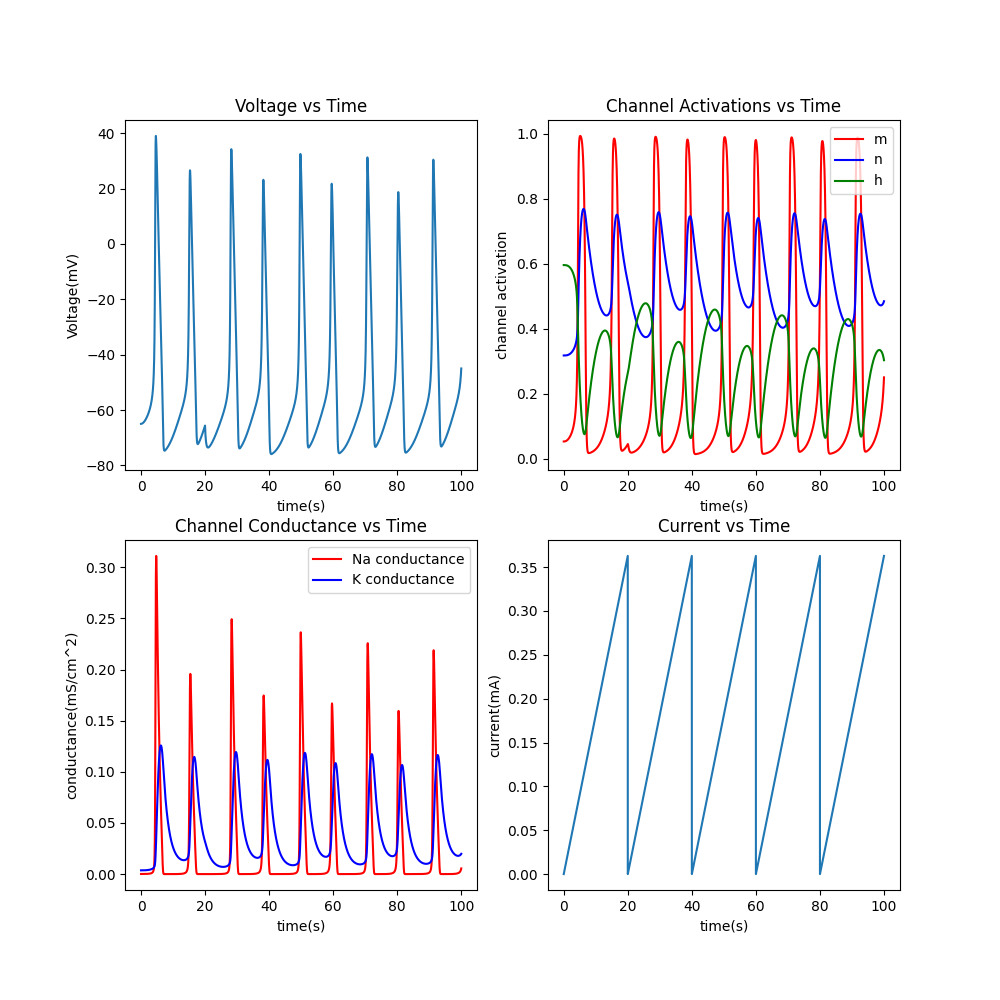 Voltage vs Time
Voltage(mV)
40
20
0
−20
−40
−60
−80
0 20 40 60 80 100
time(s)
Channel Activations vs Time
channel activation
1.0
0.8
0.6
0.4
0.2
0.0
m
n
h
0 20 40 60 80 100
time(s)
Channel Conductance vs Time
conductance(mS/cm^2)
0.30
0.25
0.20
0.15
0.10
0.05
0.00
Na conductance
K conductance
0 20 40 60 80 100
time(s)
Current vs Time
current(mA)
0.35
0.30
0.25
0.20
0.15
0.10
0.05
0.00
0 20 40 60 80 100
time(s)